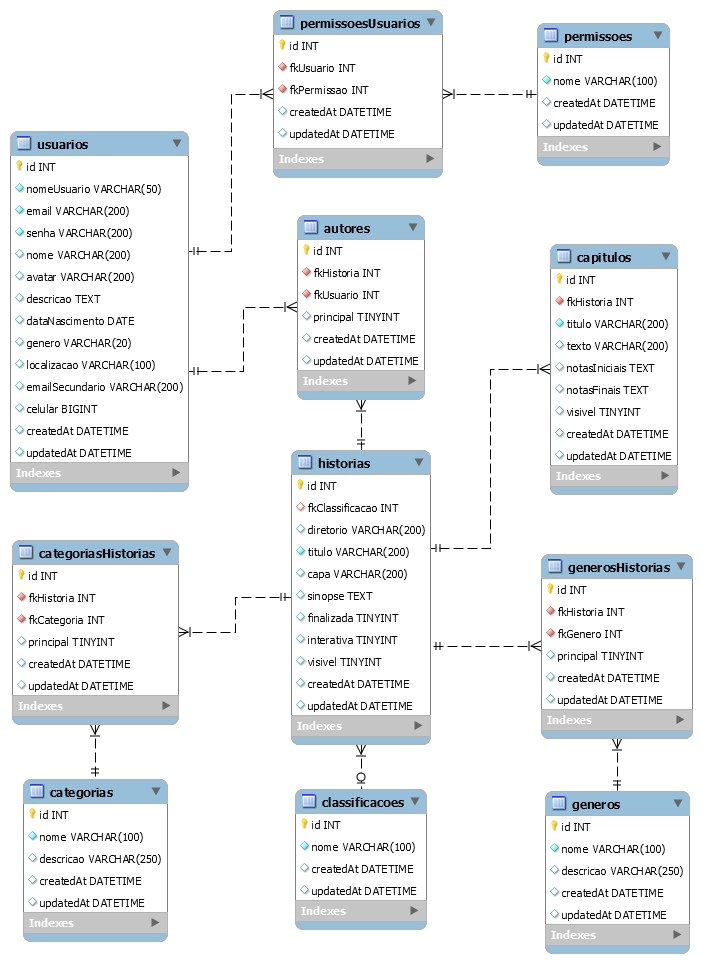 permissoesUsuarios
id INT
fkUsuario INT
fkPermissao INT
createdAt DATETIME
updatedAt DATETIME
Indexes
permissoes
id INT
nome VARCHAR(100)
createdAt DATETIME
updatedAt DATETIME
Indexes
usuarios
id INT
nomeUsuario VARCHAR(50)
email VARCHAR(200)
senha VARCHAR(200)
nome VARCHAR(200)
avatar VARCHAR(200)
descricao TEXT
dataNascimento DATE
genero VARCHAR(20)
localizacao VARCHAR(100)
emailSecundario VARCHAR(200)
celular BIGINT
createdAt DATETIME
updatedAt DATETIME
Indexes
autores
id INT
fkHistoria INT
fkUsuario INT
principal TINYINT
createdAt DATETIME
updatedAt DATETIME
Indexes
capitulos
id INT
fkHistoria INT
titulo VARCHAR(200)
texto VARCHAR(200)
notasIniciais TEXT
notasFinais TEXT
visivel TINYINT
createdAt DATETIME
updatedAt DATETIME
Indexes
historias
id INT
fkClassificacao INT
diretorio VARCHAR(200)
titulo VARCHAR(200)
capa VARCHAR(200)
sinopse TEXT
finalizada TINYINT
interativa TINYINT
visivel TINYINT
createdAt DATETIME
updatedAt DATETIME
Indexes
categoriasHistorias
id INT
fkHistoria INT
fkCategoria INT
principal TINYINT
createdAt DATETIME
updatedAt DATETIME
Indexes
generosHistorias
id INT
fkHistoria INT
fkGenero INT
principal TINYINT
createdAt DATETIME
updatedAt DATETIME
Indexes
categorias
id INT
nome VARCHAR(100)
descricao VARCHAR(250)
createdAt DATETIME
updatedAt DATETIME
Indexes
classificacoes
id INT
nome VARCHAR(100)
createdAt DATETIME
updatedAt DATETIME
Indexes
generos
id INT
nome VARCHAR(100)
descricao VARCHAR(250)
createdAt DATETIME
updatedAt DATETIME
Indexes